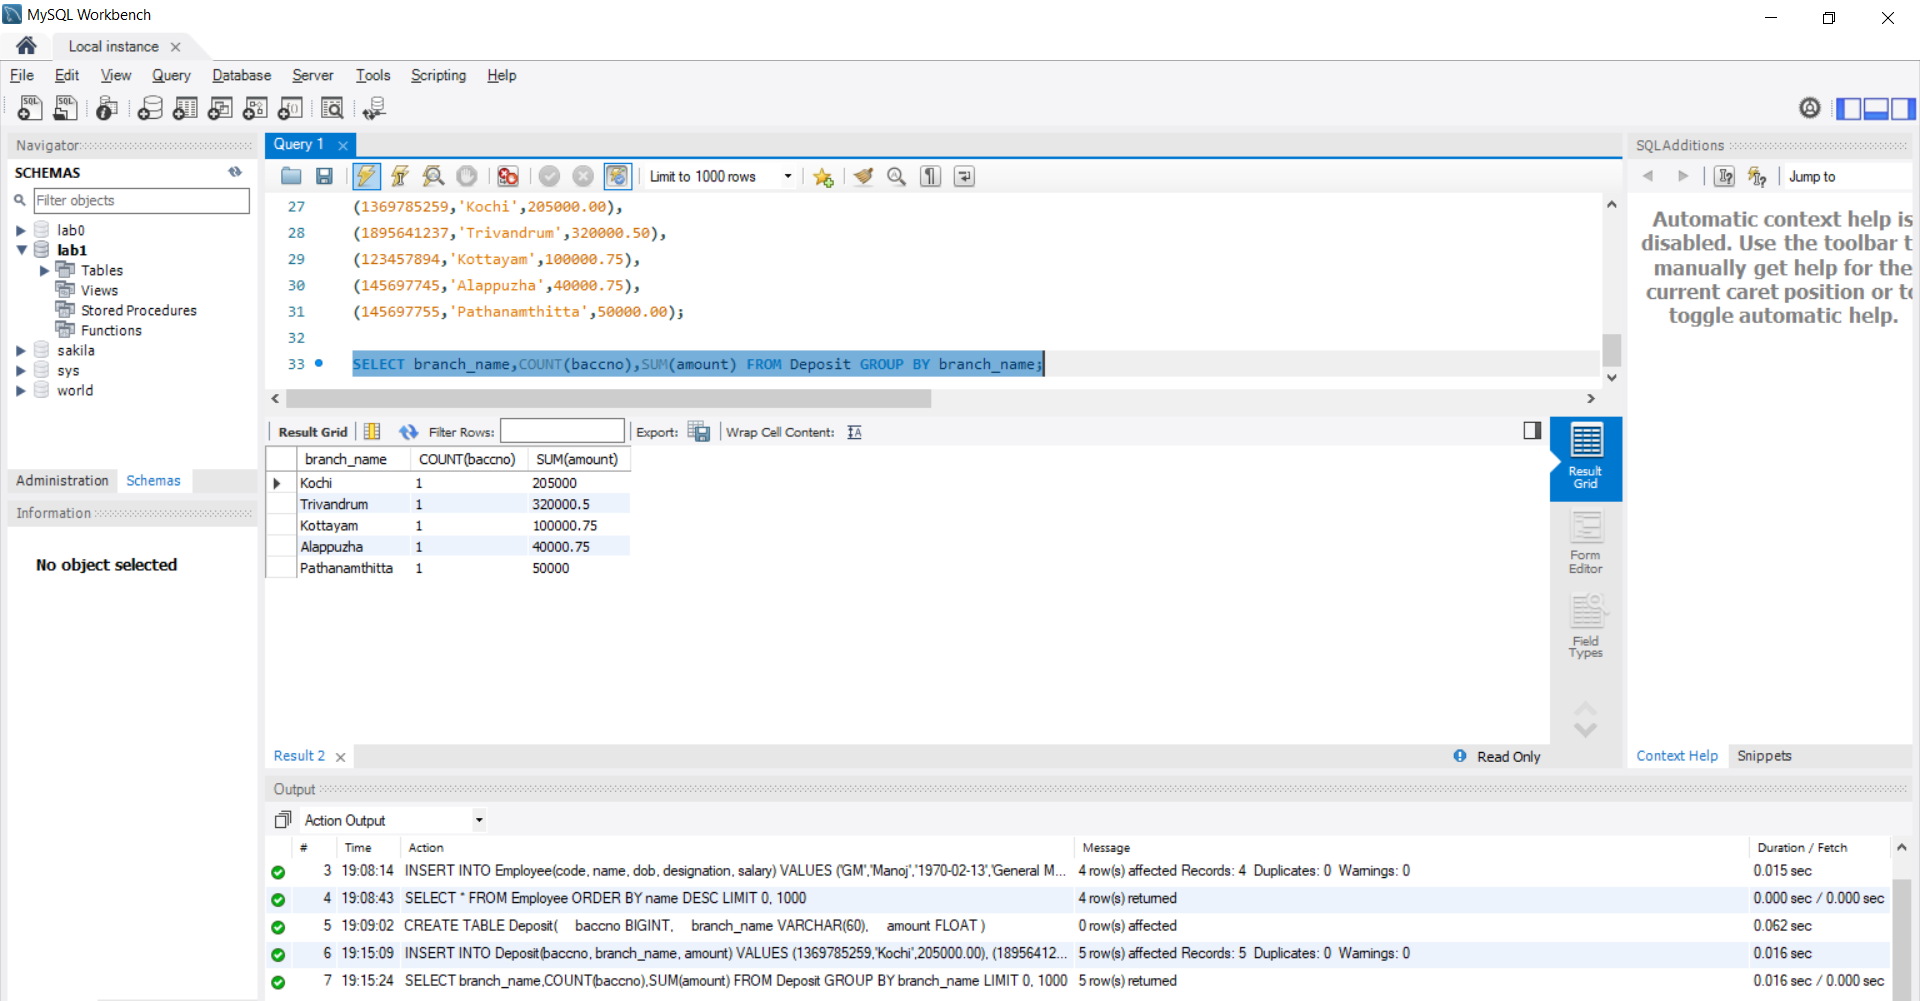 MySQL Workbench
Local instance
File Edit View Query Database Server Tools Scripting Help
Navigator
SCHEMAS
Filter objects
lab0
lab1
Tables
Views
Stored Procedures
Functions
sakila
sys
world
Administration Schemas
Information
No object selected
Query 1
Limit to 1000 rows
27 (1369785259,'Kochi',205000.00),
28 (1895641237,'Trivandrum',320000.50),
29 (123457894,'Kottayam',100000.75),
30 (145697745,'Alappuzha',40000.75),
31 (145697755,'Pathanamthitta',50000.00);
32
33 SELECT branch_name,COUNT(baccno),SUM(amount) FROM Deposit GROUP BY branch_name;
Result Grid Filter Rows: Export: Wrap Cell Content:
branch_name COUNT(baccno) SUM(amount)
Kochi 1 205000
Trivandrum 1 320000.5
Kottayam 1 100000.75
Alappuzha 1 40000.75
Pathanamthitta 1 50000
Result
Grid
Form
Editor
Field
Types
Result 2
Read Only
SQLAdditions
Jump to
Automatic context help is
disabled. Use the toolbar t
manually get help for the
current caret position or to
toggle automatic help.
Context Help Snippets
Output
Action Output
# Time Action Message Duration / Fetch
3 19:08:14 INSERT INTO Employee(code, name, dob, designation, salary) VALUES ('GM','Manoj','1970-02-13','General M... 4 row(s) affected Records: 4 Duplicates: 0 Warnings: 0 0.015 sec
4 19:08:43 SELECT * FROM Employee ORDER BY name DESC LIMIT 0, 1000 4 row(s) returned 0.000 sec / 0.000 sec
5 19:09:02 CREATE TABLE Deposit( baccno BIGINT, branch_name VARCHAR(60), amount FLOAT ) 0 row(s) affected 0.062 sec
6 19:15:09 INSERT INTO Deposit(baccno, branch_name, amount) VALUES (1369785259,'Kochi',205000.00), (18956412... 5 row(s) affected Records: 5 Duplicates: 0 Warnings: 0 0.016 sec
7 19:15:24 SELECT branch_name,COUNT(baccno),SUM(amount) FROM Deposit GROUP BY branch_name LIMIT 0, 1000 5 row(s) returned 0.016 sec / 0.000 sec